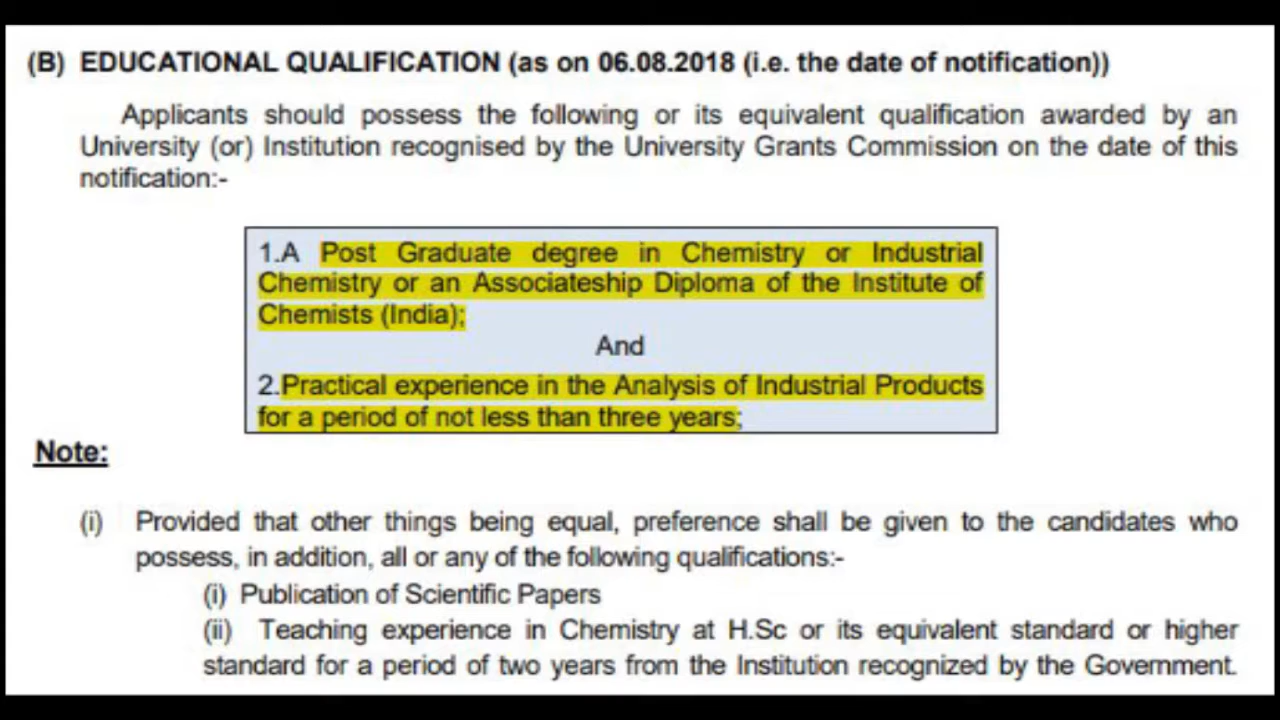 (B) EDUCATIONAL QUALIFICATION (as on 06.08.2018 (i.e. the date of notification))
Applicants should possess the following or its equivalent qualification awarded by an
University (or) Institution recognised by the University Grants Commission on the date of this
notification:-
1.A Post Graduate degree in Chemistry or Industrial
Chemistry or an Associateship Diploma of the Institute of
Chemists (India);
And
2.Practical experience in the Analysis of Industrial Products
for a period of not less than three years;
Note:
(i) Provided that other things being equal, preference shall be given to the candidates who
possess, in addition, all or any of the following qualifications:-
(i) Publication of Scientific Papers
(ii) Teaching experience in Chemistry at H.Sc or its equivalent standard or higher
standard for a period of two years from the Institution recognized by the Government.